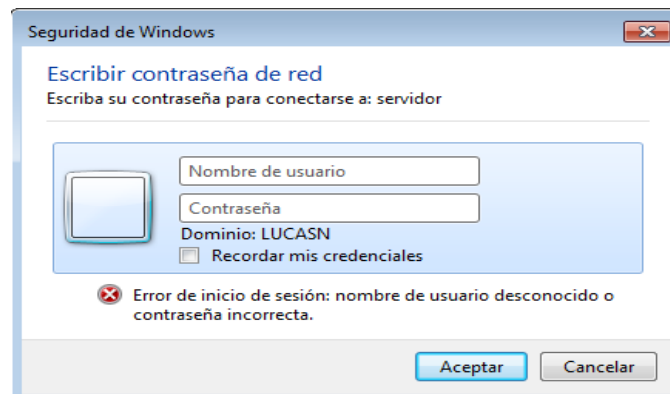 Seguridad de Windows
Escribir contraseña de red
Escriba su contraseña para conectarse a: servidor
Nombre de usuario
Contraseña
Dominio: LUCASN
Recordar mis credenciales
Error de inicio de sesión: nombre de usuario desconocido o
contraseña incorrecta.
Aceptar
Cancelar